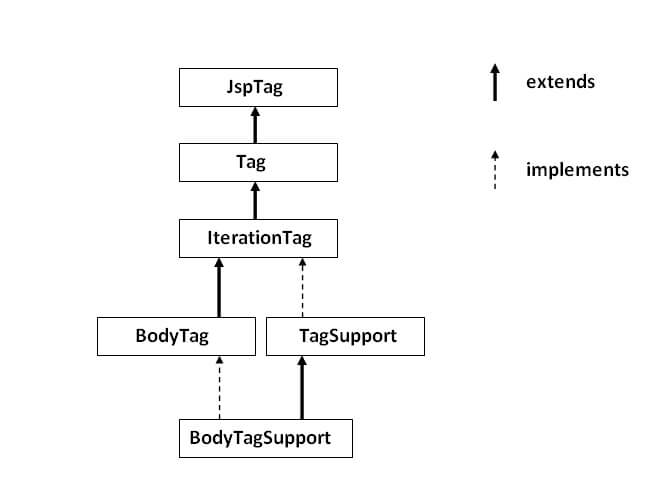 JspTag
extends
Tag
implements
IterationTag
BodyTag
TagSupport
BodyTagSupport